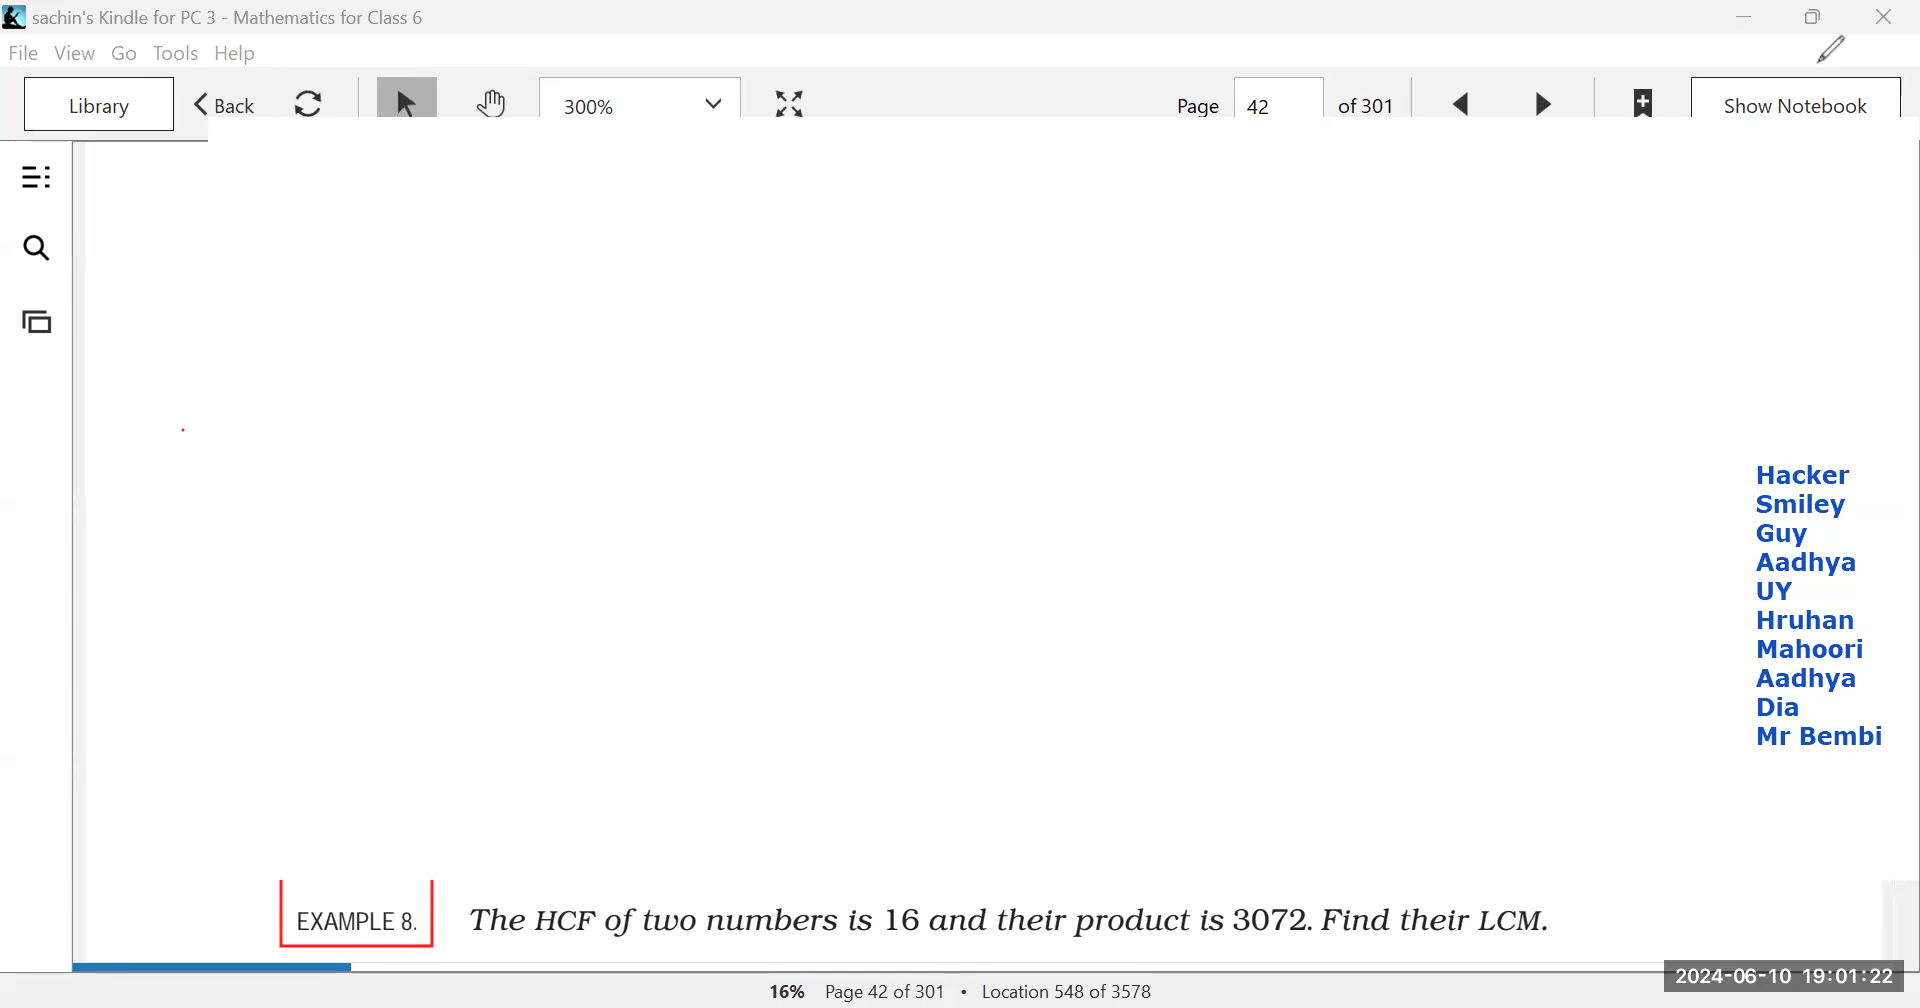 sachin's Kindle for PC 3 - Mathematics for Class 6
File View Go Tools Help
Library Back 300% Page 42 of 301 Show Notebook
Hacker
Smiley
Guy
Aadhya
UY
Hruhan
Mahoori
Aadhya
Dia
Mr Bembi
EXAMPLE 8. The HCF of two numbers is 16 and their product is 3072. Find their LCM.
2024-06-10 19:01:22
16% Page 42 of 301 • Location 548 of 3578